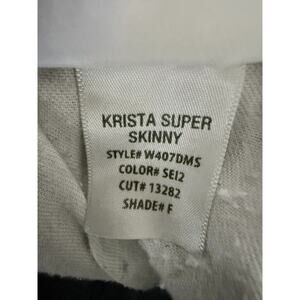 KRISTA SUPER
SKINNY
STYLE# W407DMS
COLOR# SEI2
CUT# 13282
SHADE# F